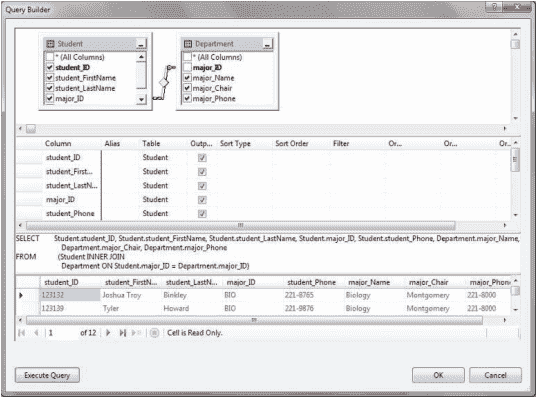 Query Builder
Student
* (All Columns)
student_ID
student_FirstName
student_LastName
major_ID
Department
* (All Columns)
major_ID
major_Name
major_Chair
major_Phone
Column Alias Table Outp... Sort Type Sort Order Filter Or... Or... Or...
student_ID Student
student_First... Student
student_LastN... Student
major_ID Student
student_Phone Student
SELECT Student.student_ID, Student.student_FirstName, Student.student_LastName, Student.major_ID, Student.student_Phone, Department.major_Name,
Department.major_Chair, Department.major_Phone
FROM (Student INNER JOIN
Department ON Student.major_ID = Department.major_ID)
student_ID student_FirstN... student_LastN... major_ID student_Phone major_Name major_Chair major_Phone
123132 Joshua Troy Binkley BIO 221-8765 Biology Montgomery 221-8000
123139 Tyler Howard BIO 221-9876 Biology Montgomery 221-8000
1 of 12 Cell is Read Only.
Execute Query OK Cancel